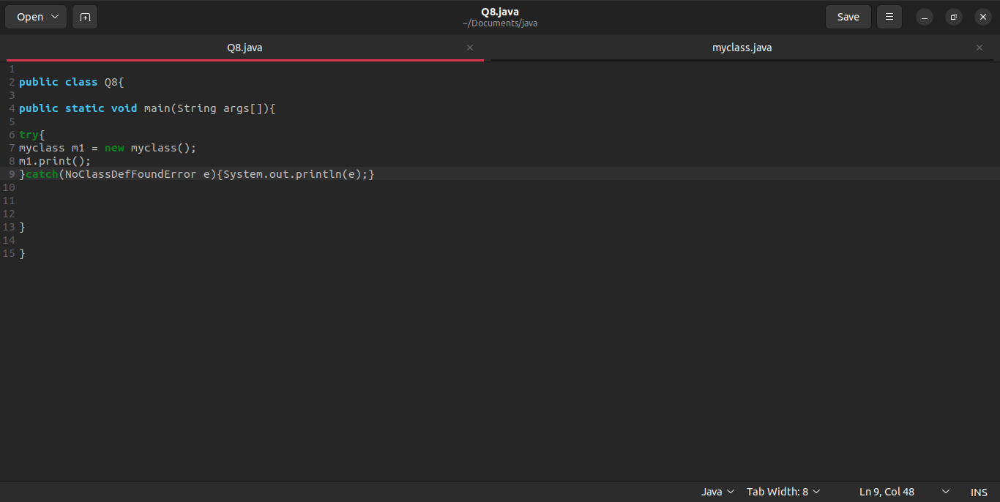 Open
Q8.java
~/Documents/java
Save
Q8.java
myclass.java
1
2 public class Q8{
3
4 public static void main(String args[]){
5
6 try{
7 myclass m1 = new myclass();
8 m1.print();
9 }catch(NoClassDefFoundError e){System.out.println(e);}
10
11
12
13 }
14
15 }
Java Tab Width: 8 Ln 9, Col 48 INS